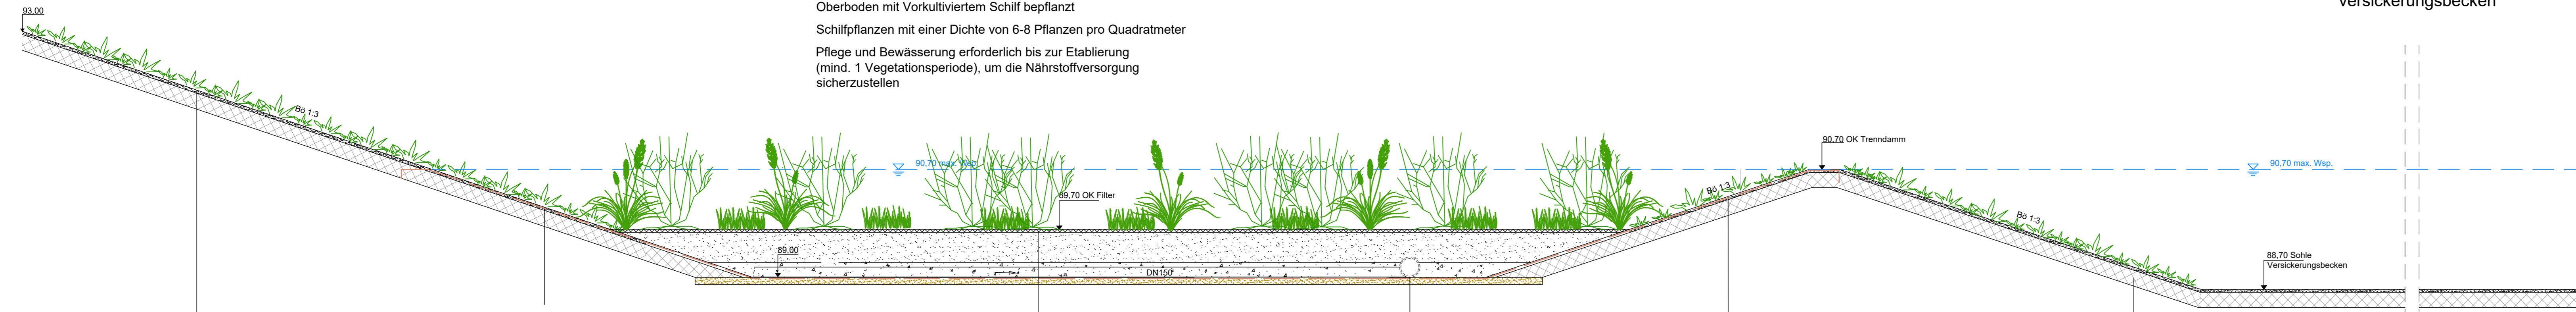 93,00
Oberboden mit Vorkultiviertem Schilf bepflanzt
Schilfpflanzen mit einer Dichte von 6-8 Pflanzen pro Quadratmeter
Pflege und Bewässerung erforderlich bis zur Etablierung
(mind. 1 Vegetationsperiode), um die Nährstoffversorgung
sicherzustellen
Versickerungsbecken
Bö 1:3
90,70 max. Wsp.
89,70 OK Filter
89,00
DN150
Bö 1:3
90,70 OK Trenndamm
Bö 1:3
90,70 max. Wsp.
88,70 Sohle
Versickerungsbecken